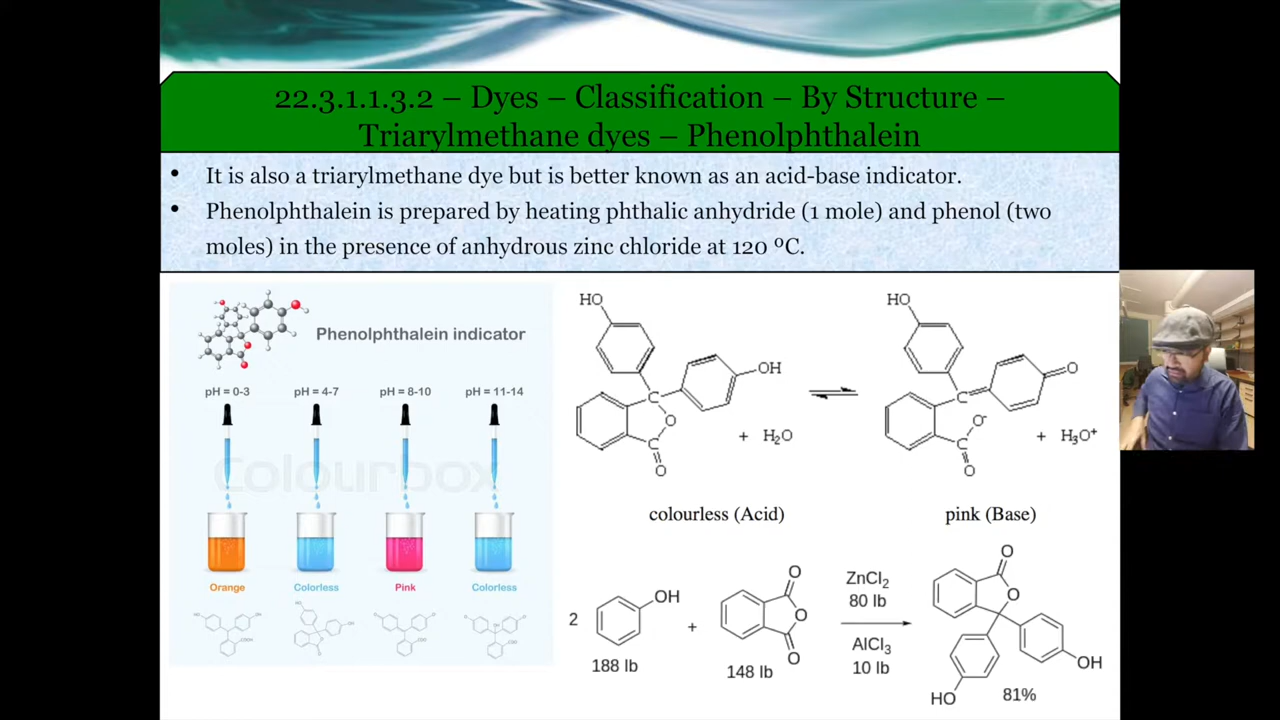 22.3.1.1.3.2 – Dyes – Classification – By Structure –
Triarylmethane dyes – Phenolphthalein
• It is also a triarylmethane dye but is better known as an acid-base indicator.
• Phenolphthalein is prepared by heating phthalic anhydride (1 mole) and phenol (two
moles) in the presence of anhydrous zinc chloride at 120 ºC.
Phenolphthalein indicator
pH = 0-3 pH = 4-7 pH = 8-10 pH = 11-14
Colourbox
Orange Colorless Pink Colorless
HO
OH
O
O
+ H₂O
colourless (Acid)
HO
O
O⁻
O
+ H₃O⁺
pink (Base)
2
OH
188 lb
+
O
O
O
148 lb
ZnCl₂
80 lb
AlCl₃
10 lb
O
O
OH
HO
81%